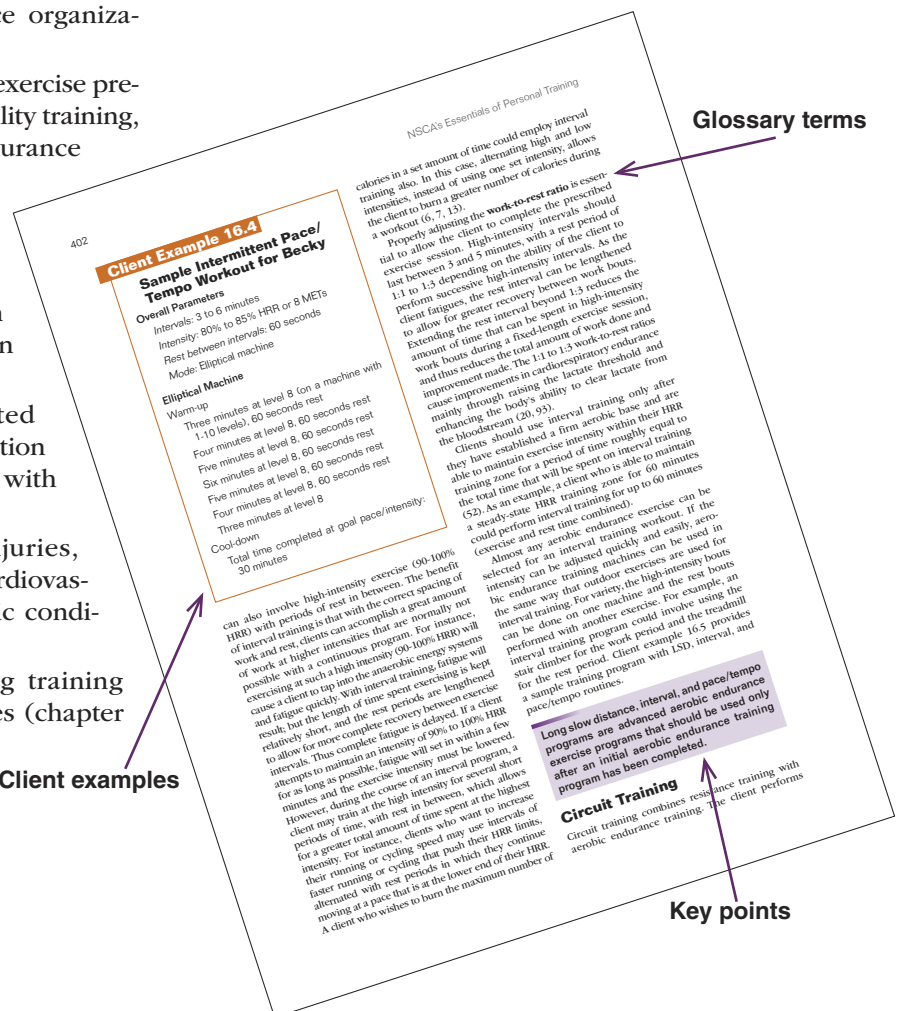 ce organiza-
exercise pre-
ility training,
urance
n
n
ted
tion
with
juries,
rdiovas-
ic condi-
g training
es (chapter
402
NSCA's Essentials of Personal Training
Client Example 16.4
Sample Intermittent Pace/
Tempo Workout for Becky
Overall Parameters
Intervals: 3 to 6 minutes
Intensity: 80% to 85% HRR or 8 METs
Rest between intervals: 60 seconds
Mode: Elliptical machine
Elliptical Machine
Warm-up
Three minutes at level 8 (on a machine with
1-10 levels), 60 seconds rest
Four minutes at level 8, 60 seconds rest
Five minutes at level 8, 60 seconds rest
Six minutes at level 8, 60 seconds rest
Five minutes at level 8, 60 seconds rest
Four minutes at level 8, 60 seconds rest
Three minutes at level 8
Cool-down
Total time completed at goal pace/intensity:
30 minutes
can also involve high-intensity exercise (90-100%
HRR) with periods of rest in between. The benefit
of interval training is that with the correct spacing of
work and rest, clients can accomplish a great amount
of work at higher intensities that are normally not
possible with a continuous program. For instance,
exercising at such a high intensity (90-100% HRR) will
cause a client to tap into the anaerobic energy systems
and fatigue quickly. With interval training, fatigue will
result; but the length of time spent exercising is kept
relatively short, and the rest periods are lengthened
to allow for more complete recovery between exercise
intervals. Thus complete fatigue is delayed. If a client
attempts to maintain an intensity of 90% to 100% HRR
for as long as possible, fatigue will set in within a few
minutes and the exercise intensity must be lowered.
However, during the course of an interval program, a
client may train at the high intensity for several short
periods of time, with rest in between, which allows
for a greater total amount of time spent at the highest
intensity. For instance, clients who want to increase
their running or cycling speed may use intervals of
faster running or cycling that push their HRR limits,
alternated with rest periods in which they continue
moving at a pace that is at the lower end of their HRR.
A client who wishes to burn the maximum number of
calories in a set amount of time could employ interval
training also. In this case, alternating high and low
intensities, instead of using one set intensity, allows
the client to burn a greater number of calories during
a workout (6, 7, 13).
Properly adjusting the work-to-rest ratio is essen-
tial to allow the client to complete the prescribed
exercise session. High-intensity intervals should
last between 3 and 5 minutes, with a rest period of
1:1 to 1:3 depending on the ability of the client to
perform successive high-intensity intervals. As the
client fatigues, the rest interval can be lengthened
to allow for greater recovery between work bouts.
Extending the rest interval beyond 1:3 reduces the
amount of time that can be spent in high-intensity
work bouts during a fixed-length exercise session,
and thus reduces the total amount of work done and
improvement made. The 1:1 to 1:3 work-to-rest ratios
cause improvements in cardiorespiratory endurance
mainly through raising the lactate threshold and
enhancing the body's ability to clear lactate from
the bloodstream (20, 93).
Clients should use interval training only after
they have established a firm aerobic base and are
able to maintain exercise intensity within their HRR
training zone for a period of time roughly equal to
the total time that will be spent on interval training
(52). As an example, a client who is able to maintain
a steady-state HRR training zone for 60 minutes
could perform interval training for up to 60 minutes
(exercise and rest time combined).
Almost any aerobic endurance exercise can be
selected for an interval training workout. If the
intensity can be adjusted quickly and easily, aero-
bic endurance training machines can be used in
the same way that outdoor exercises are used for
interval training. For variety, the high-intensity bouts
can be done on one machine and the rest bouts
performed with another exercise. For example, an
interval training program could involve using the
stair climber for the work period and the treadmill
for the rest period. Client example 16.5 provides
a sample training program with LSD, interval, and
pace/tempo routines.
Long slow distance, interval, and pace/tempo
programs are advanced aerobic endurance
exercise programs that should be used only
after an initial aerobic endurance training
program has been completed.
Circuit Training
Circuit training combines resistance training with
aerobic endurance training. The client performs
Glossary terms
Client examples
Key points